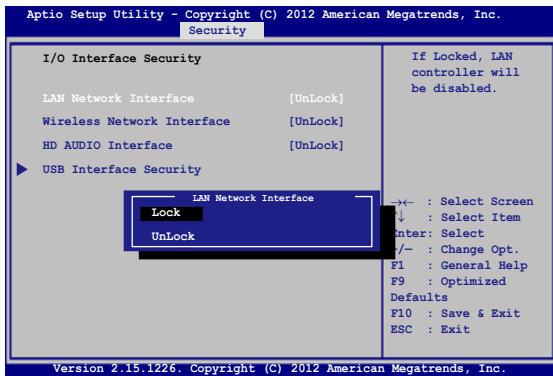 Aptio Setup Utility - Copyright (C) 2012 American Megatrends, Inc.
Security
I/O Interface Security
LAN Network Interface [UnLock]
Wireless Network Interface [UnLock]
HD AUDIO Interface [UnLock]
USB Interface Security
If Locked, LAN
controller will
be disabled.
LAN Network Interface
Lock
UnLock
→← : Select Screen
↑↓ : Select Item
Enter: Select
+/— : Change Opt.
F1 : General Help
F9 : Optimized
Defaults
F10 : Save & Exit
ESC : Exit
Version 2.15.1226. Copyright (C) 2012 American Megatrends, Inc.